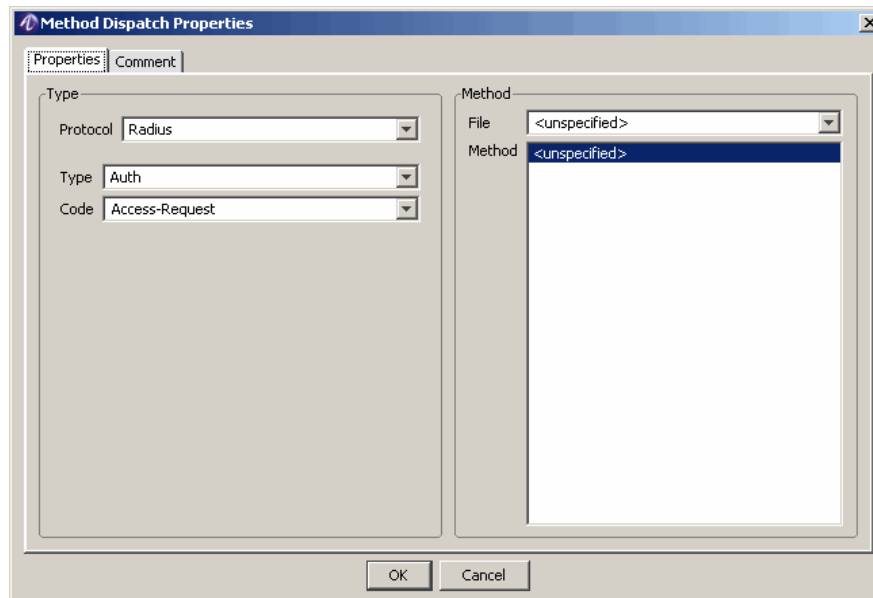 Method Dispatch Properties
Properties
Comment
Type
Protocol Radius
Type Auth
Code Access-Request
Method
File <unspecified>
Method <unspecified>
OK
Cancel